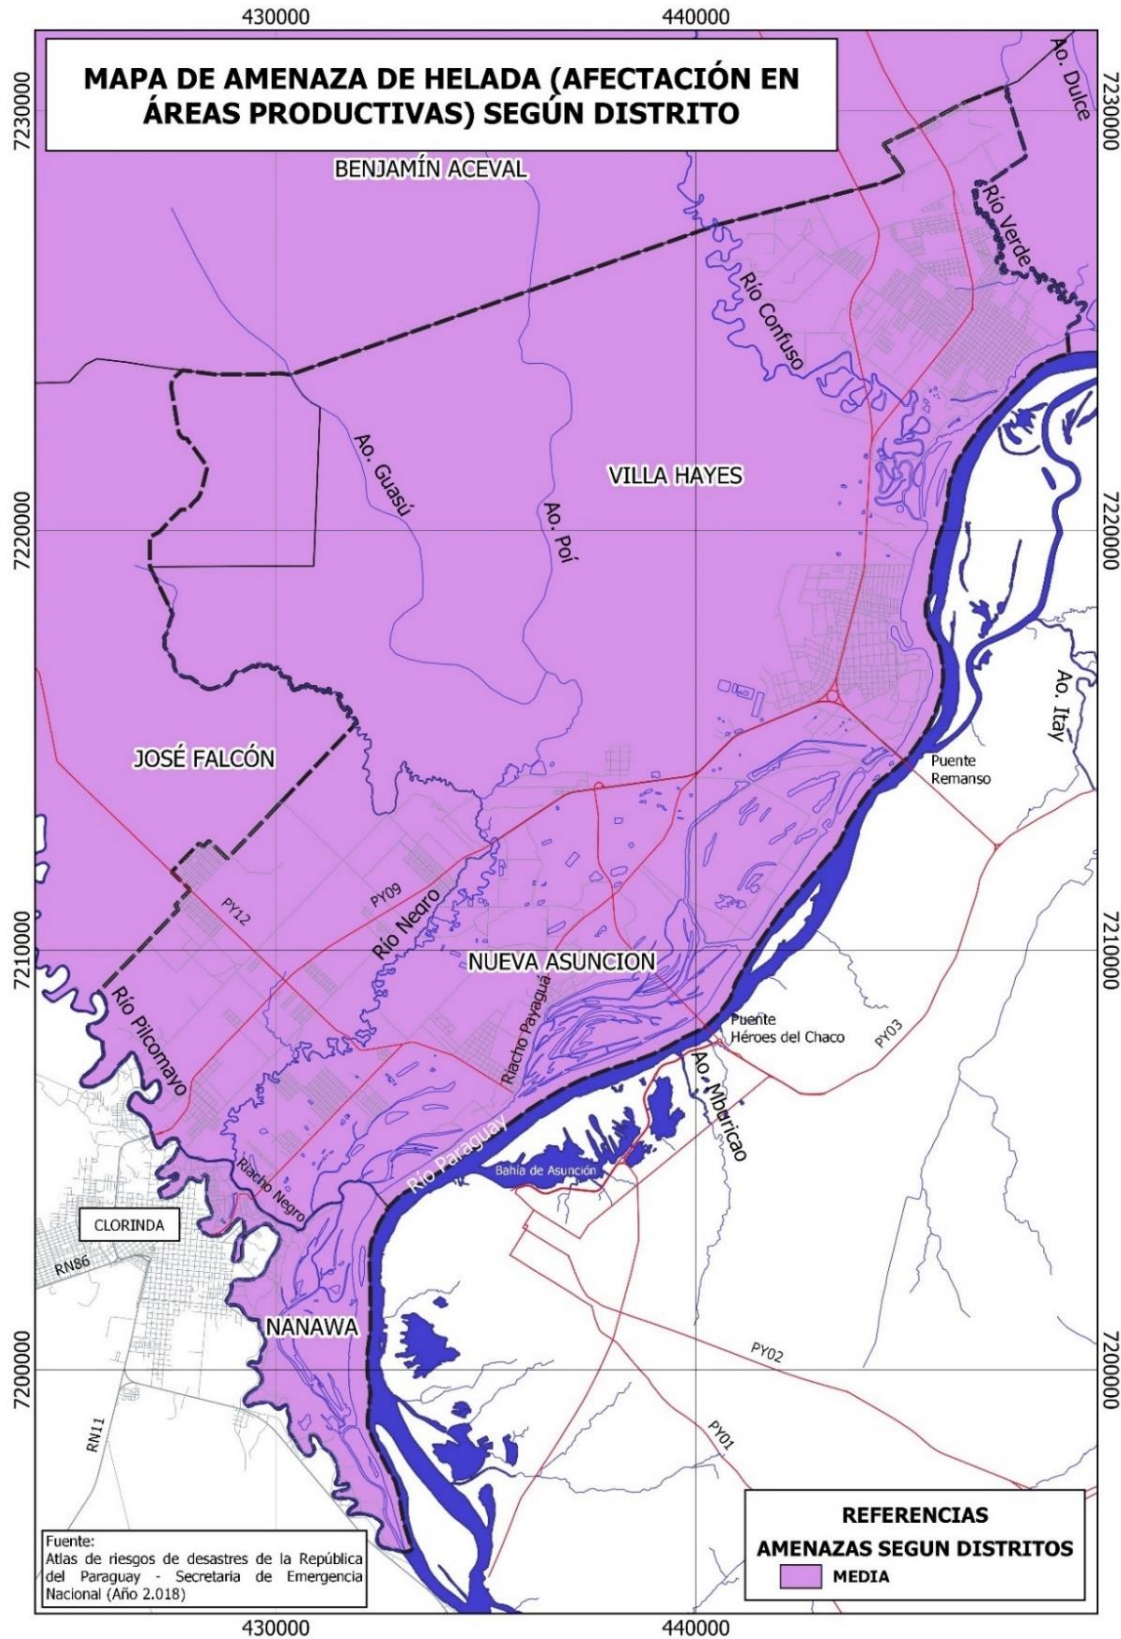 430000
440000
MAPA DE AMENAZA DE HELADA (AFECTACIÓN EN
ÁREAS PRODUCTIVAS) SEGÚN DISTRITO
7230000
7230000
Ao. Dulce
BENJAMÍN ACEVAL
Río Verde
Río Confuso
Ao. Guasú
VILLA HAYES
Ao. Poí
7220000
7220000
Ao. Itay
JOSÉ FALCÓN
Puente
Remanso
PY12
PY09
Río Negro
7210000
7210000
NUEVA ASUNCION
Río Pilcomayo
Riacho Payaguá
Puente
Héroes del Chaco
PY03
Ao. Mburicao
Río Paraguay
Bahía de Asunción
Riacho Negro
CLORINDA
RN86
NANAWA
7200000
7200000
PY02
PY01
RN11
REFERENCIAS
AMENAZAS SEGUN DISTRITOS
MEDIA
Fuente:
Atlas de riesgos de desastres de la República
del Paraguay - Secretaria de Emergencia
Nacional (Año 2.018)
430000
440000